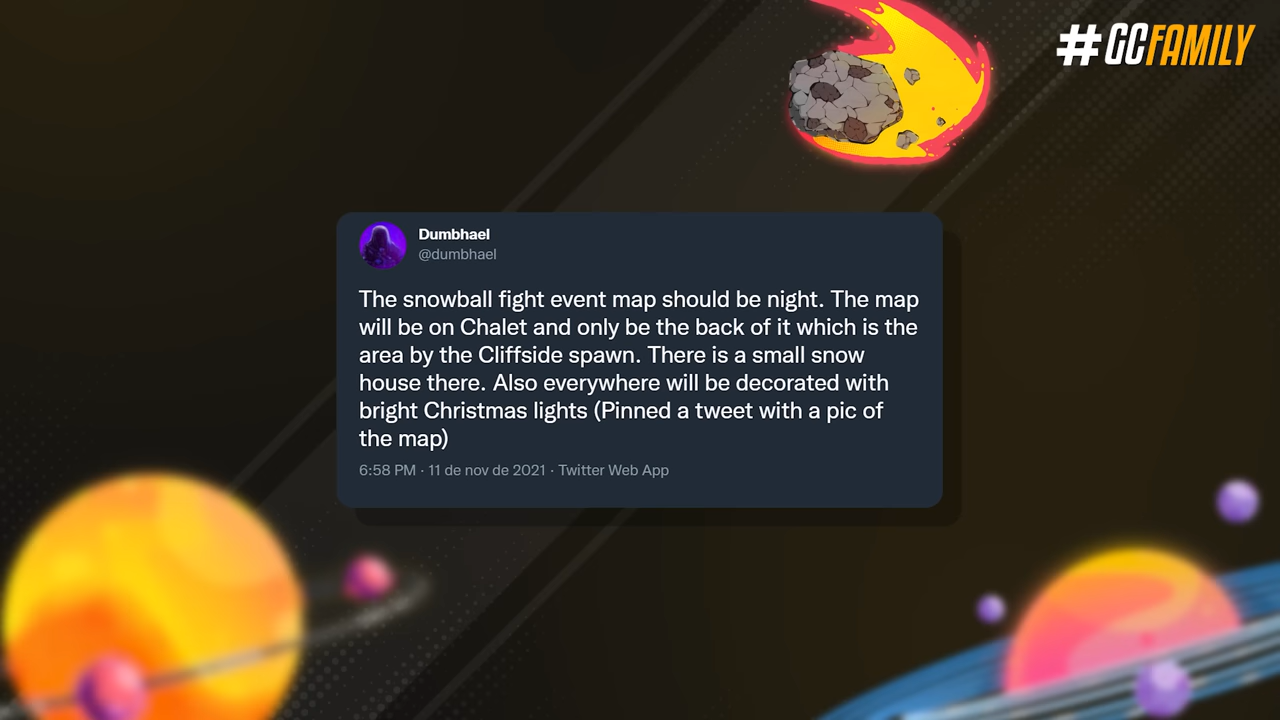 #GCFAMILY
Dumbhael
@dumbhael
The snowball fight event map should be night. The map
will be on Chalet and only be the back of it which is the
area by the Cliffside spawn. There is a small snow
house there. Also everywhere will be decorated with
bright Christmas lights (Pinned a tweet with a pic of
the map)
6:58 PM · 11 de nov de 2021 · Twitter Web App